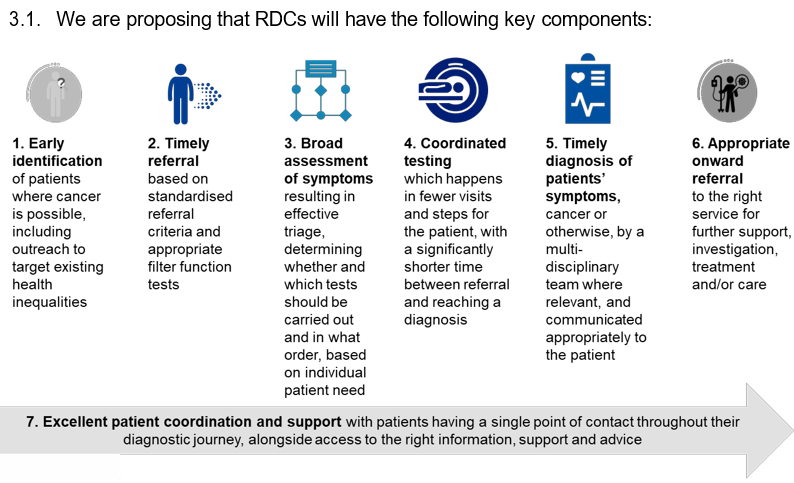 3.1. We are proposing that RDCs will have the following key components:
?
1. Early
identification
of patients
where cancer
is possible,
including
outreach to
target existing
health
inequalities
2. Timely
referral
based on
standardised
referral
criteria and
appropriate
filter function
tests
3. Broad
assessment
of symptoms
resulting in
effective
triage,
determining
whether and
which tests
should be
carried out
and in what
order, based
on individual
patient need
4. Coordinated
testing
which happens
in fewer visits
and steps for
the patient, with
a significantly
shorter time
between referral
and reaching a
diagnosis
5. Timely
diagnosis of
patients’
symptoms,
cancer or
otherwise, by a
multi-
disciplinary
team where
relevant, and
communicated
appropriately to
the patient
6. Appropriate
onward
referral
to the right
service for
further support,
investigation,
treatment
and/or care
7. Excellent patient coordination and support with patients having a single point of contact throughout their
diagnostic journey, alongside access to the right information, support and advice